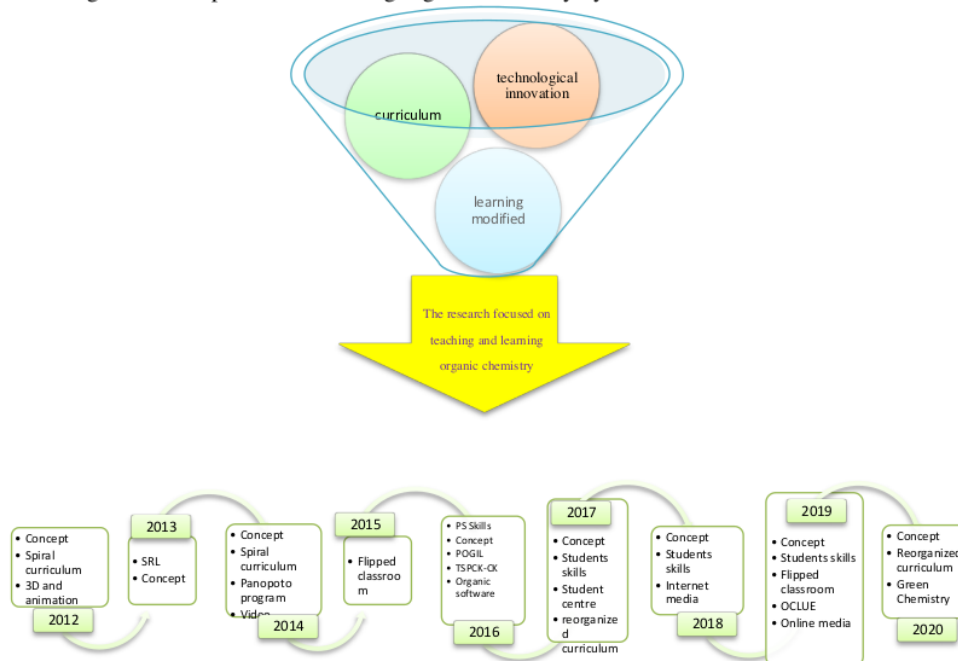 technological
innovation
curriculum
learning
modified
The research focused on
teaching and learning
organic chemistry
• Concept
• Spiral
curriculum
• 3D and
animation
2012
2013
• SRL
• Concept
• Concept
• Spiral
curriculum
• Panopoto
program
• Video
2014
2015
• Flipped
classroo
m
• PS Skills
• Concept
• POGIL
• TSPCK-CK
• Organic
software
2016
2017
• Concept
• Students
skills
• Student
centre
• reorganize
d
curriculum
• Concept
• Students
skills
• Internet
media
2018
2019
• Concept
• Students skills
• Flipped
classroom
• OCLUE
• Online media
• Concept
• Reorganized
curriculum
• Green
Chemistry
2020